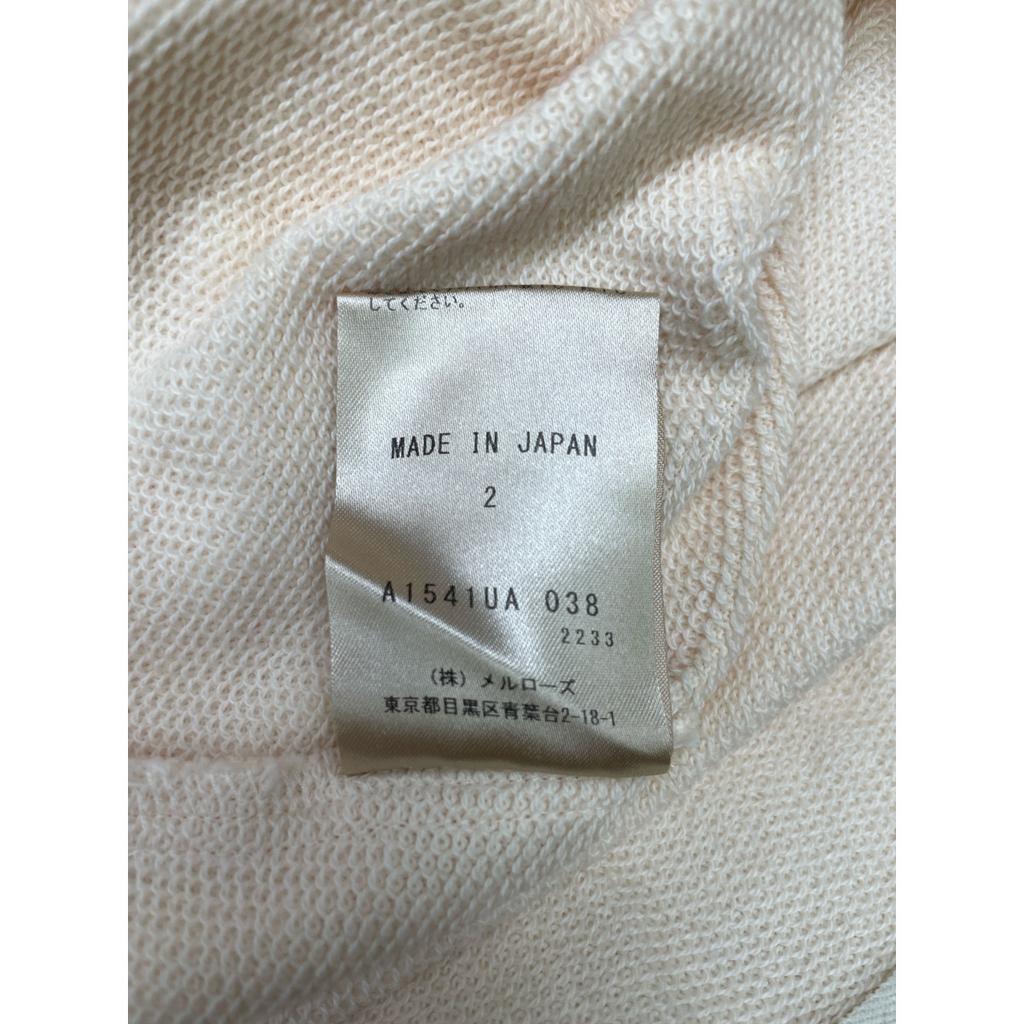 してください。
MADE IN JAPAN
2
A1541UA 038
2233
(株) メルローズ
東京都目黒区青葉台2-18-1